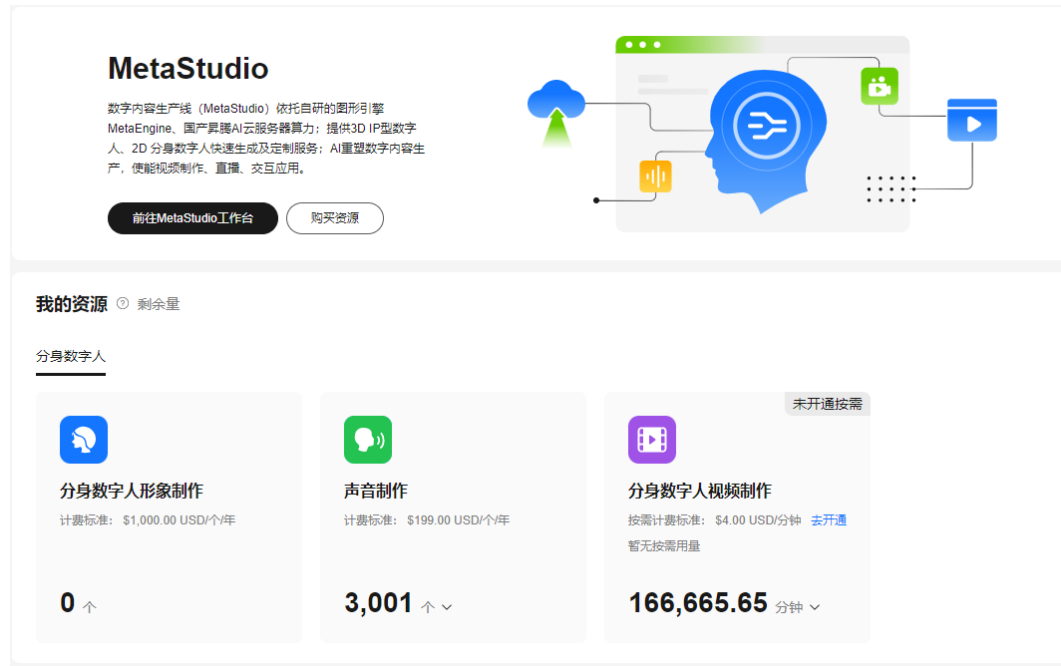 MetaStudio
数字内容生产线（MetaStudio）依托自研的图形引擎
MetaEngine、国产昇腾AI云服务器算力；提供3D IP型数字
人、2D 分身数字人快速生成及定制服务；AI重塑数字内容生
产，使能视频制作、直播、交互应用。
前往MetaStudio工作台 购买资源
我的资源 ? 剩余量
分身数字人
未开通按需
分身数字人形象制作 声音制作 分身数字人视频制作
计费标准： $1,000.00 USD/个/年 计费标准： $199.00 USD/个/年 按需计费标准： $4.00 USD/分钟 去开通
暂无按需用量
0 个 3,001 个 166,665.65 分钟